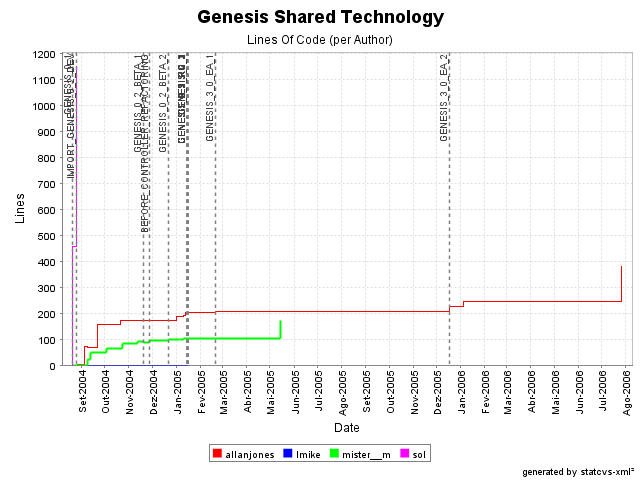 Genesis Shared Technology
Lines Of Code (per Author)
Lines
1200
1100
1000
900
800
700
600
500
400
300
200
100
0
GENESIS_0_2_BETA_1
BEFORE_CONTROLLER_REFACTORING
GENESIS_0_2_BETA_2
GENESIS_3_0_EA_1
GENESIS_3_0_EA_2
Set-2004
Out-2004
Nov-2004
Dez-2004
Jan-2005
Fev-2005
Mar-2005
Abr-2005
Mai-2005
Jun-2005
Jul-2005
Ago-2005
Set-2005
Out-2005
Nov-2005
Dez-2005
Jan-2006
Fev-2006
Mar-2006
Abr-2006
Mai-2006
Jun-2006
Jul-2006
Ago-2006
Date
allanjones lmike mister__m sol
generated by statcvs-xml²